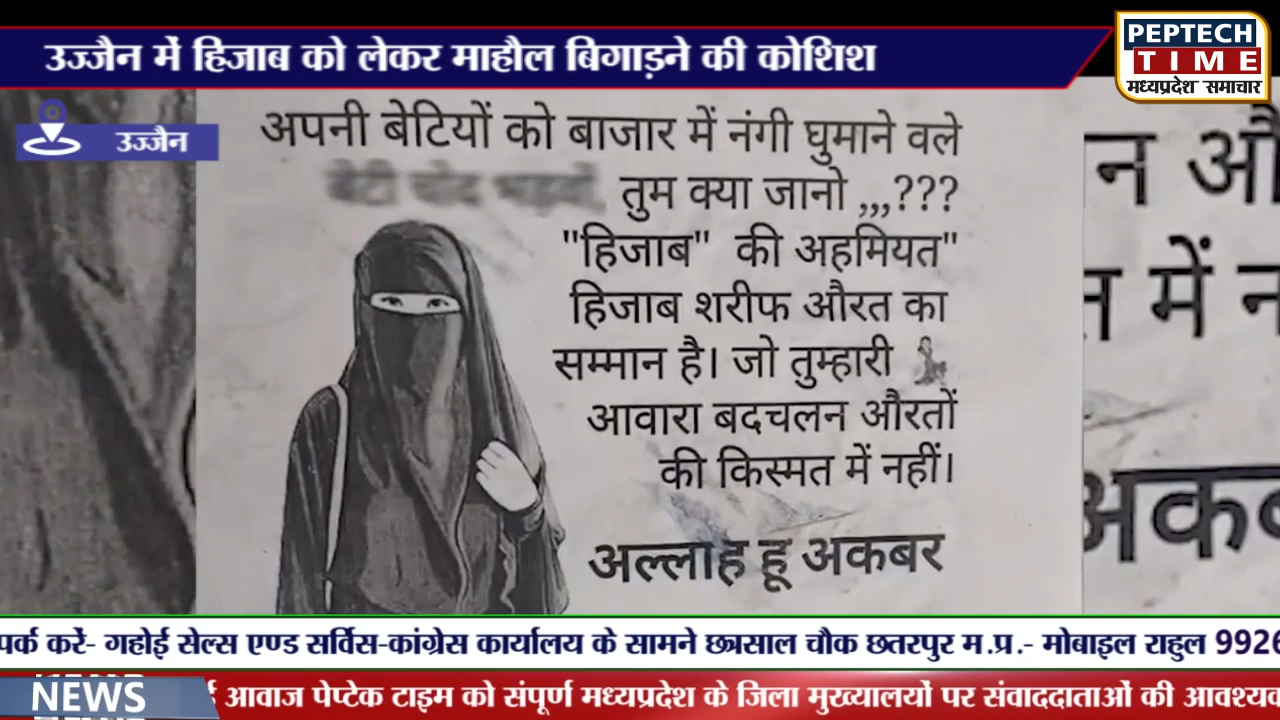 उज्जैन में हिजाब को लेकर माहौल बिगाड़ने की कोशिश
PEPTECH
TIME
मध्यप्रदेश समाचार
उज्जैन
अपनी बेटियों को बाजार में नंगी घुमाने वले
तुम क्या जानो ,,,???
"हिजाब" की अहमियत"
हिजाब शरीफ औरत का
सम्मान है। जो तुम्हारी
आवारा बदचलन औरतों
की किस्मत में नहीं।
अल्लाह हू अकबर
न औ
में न
अकब
र्क करें- गहोई सेल्स एण्ड सर्विस-कांग्रेस कार्यालय के सामने छत्रसाल चौक छतरपुर म.प्र.- मोबाइल राहुल 9926
NEWS
आवाज पेप्टेक टाइम को संपूर्ण मध्यप्रदेश के जिला मुख्यालयों पर संवाददाताओं की आवश्यक